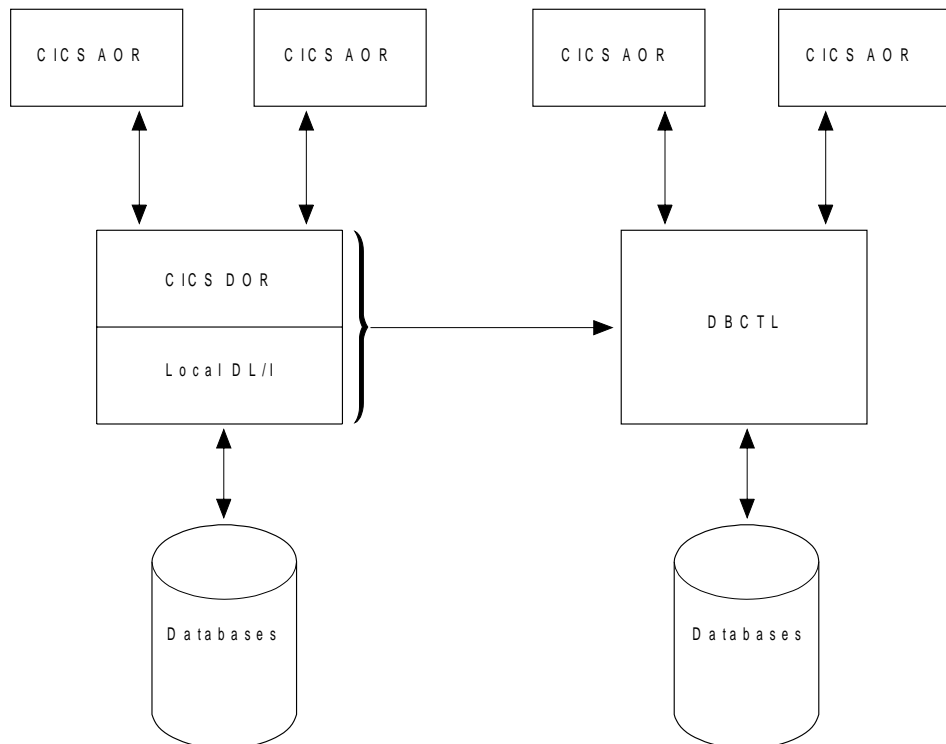 CICS AOR
CICS AOR
CICS AOR
CICS AOR
CICS DOR
Local DL/I
DBCTL
Databases
Databases